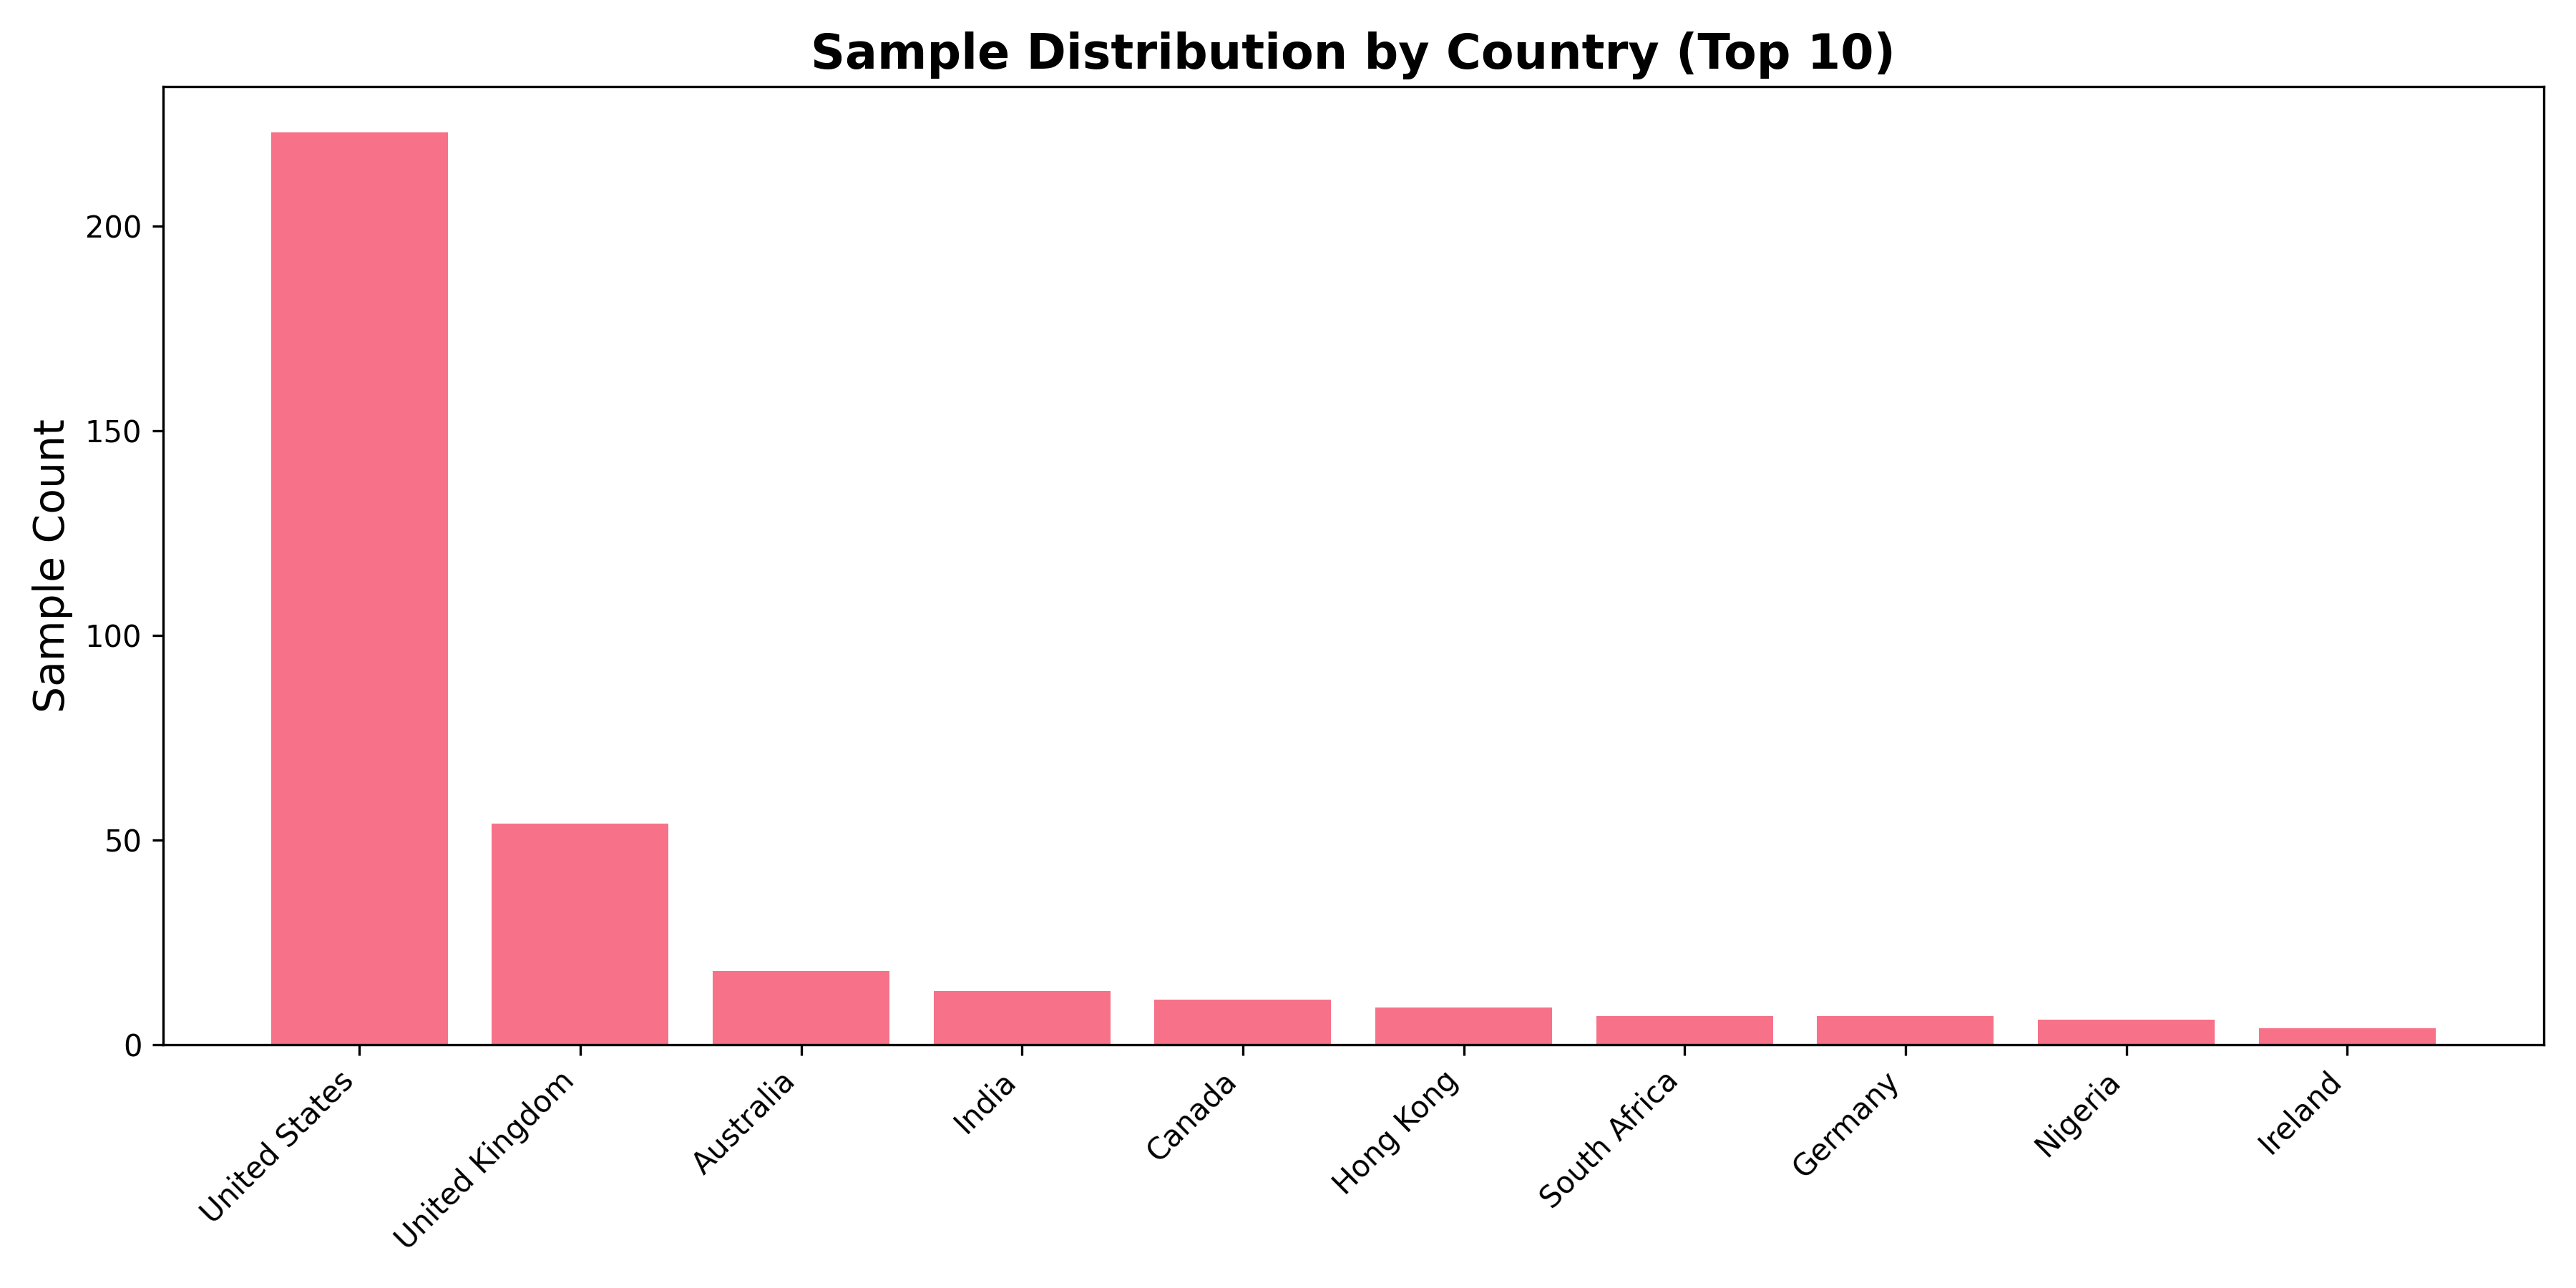 Sample Distribution by Country (Top 10)
Sample Count
200
150
100
50
0
United States
United Kingdom
Australia
India
Canada
Hong Kong
South Africa
Germany
Nigeria
Ireland